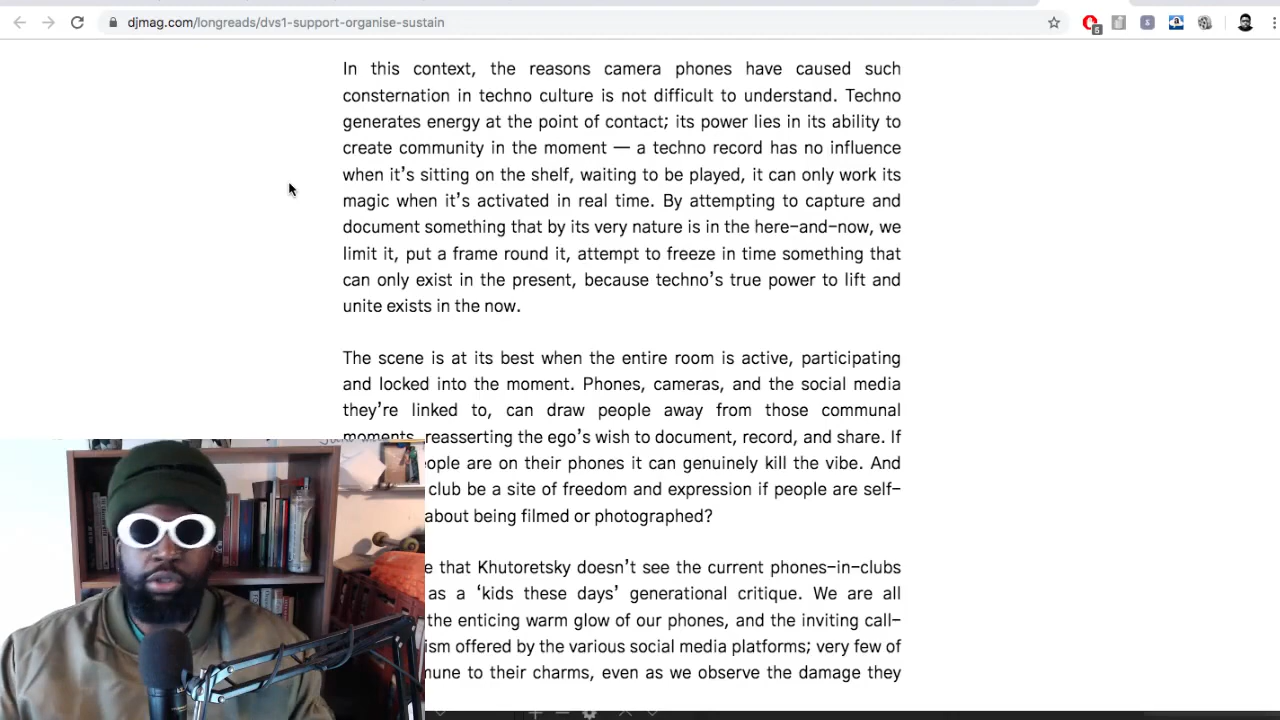 djmag.com/longreads/dvs1-support-organise-sustain
5
In this context, the reasons camera phones have caused such
consternation in techno culture is not difficult to understand. Techno
generates energy at the point of contact; its power lies in its ability to
create community in the moment — a techno record has no influence
when it's sitting on the shelf, waiting to be played, it can only work its
magic when it's activated in real time. By attempting to capture and
document something that by its very nature is in the here-and-now, we
limit it, put a frame round it, attempt to freeze in time something that
can only exist in the present, because techno's true power to lift and
unite exists in the now.
The scene is at its best when the entire room is active, participating
and locked into the moment. Phones, cameras, and the social media
they're linked to, can draw people away from those communal
moments, reasserting the ego's wish to document, record, and share. If
are on their phones it can genuinely kill the vibe. And
club be a site of freedom and expression if people are self-
about being filmed or photographed?
that Khutoretsky doesn't see the current phones-in-clubs
as a 'kids these days' generational critique. We are all
the enticing warm glow of our phones, and the inviting call-
offered by the various social media platforms; very few of
to their charms, even as we observe the damage they